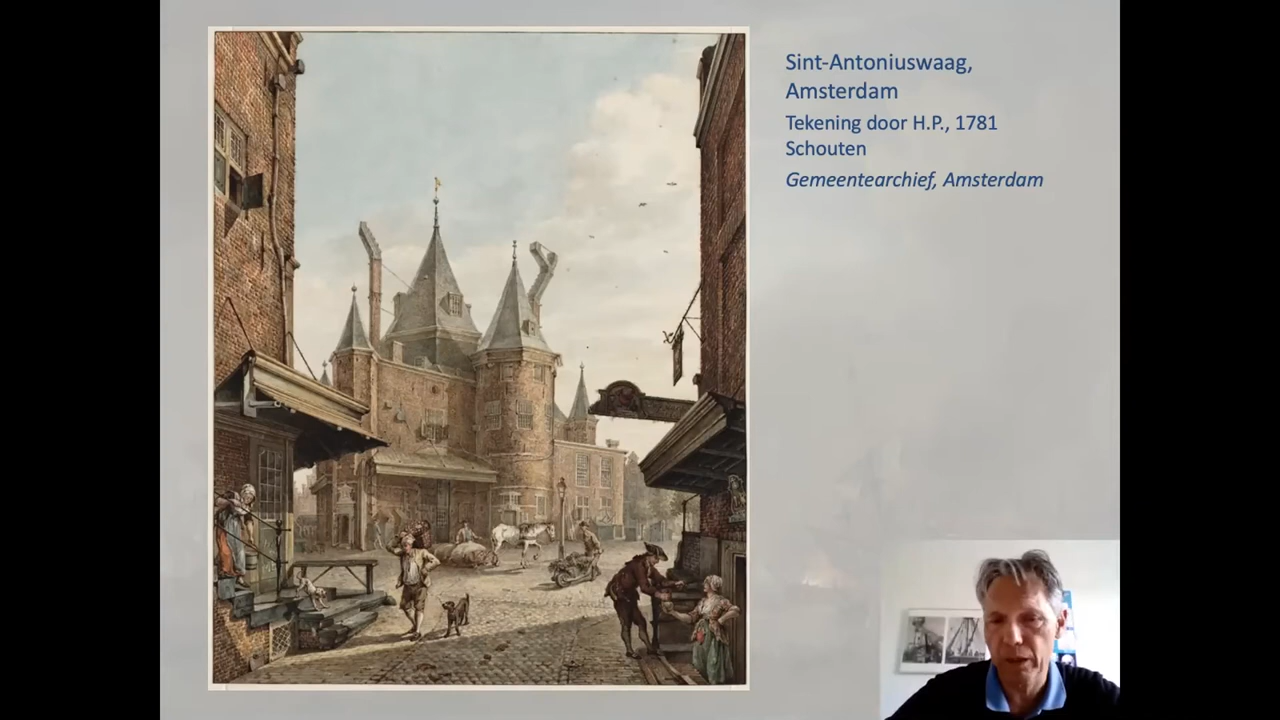 Sint-Antoniuswaag,
Amsterdam
Tekening door H.P., 1781
Schouten
Gemeentearchief, Amsterdam